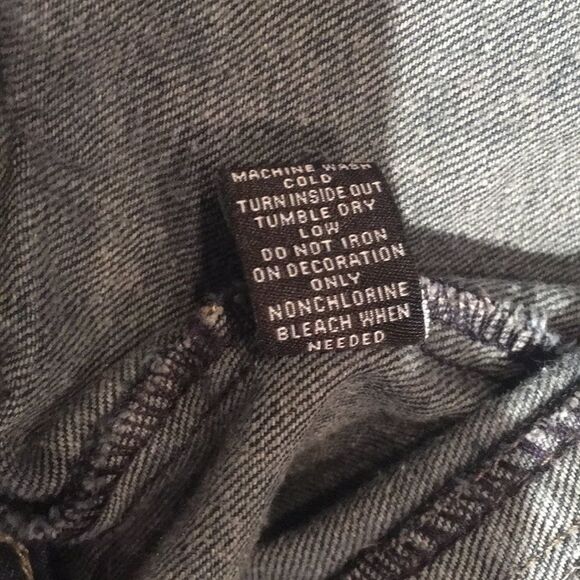 MACHINE WASH
COLD
TURN INSIDE OUT
TUMBLE DRY
LOW
DO NOT IRON
ON DECORATION
ONLY
NONCHLORINE
BLEACH WHEN
NEEDED